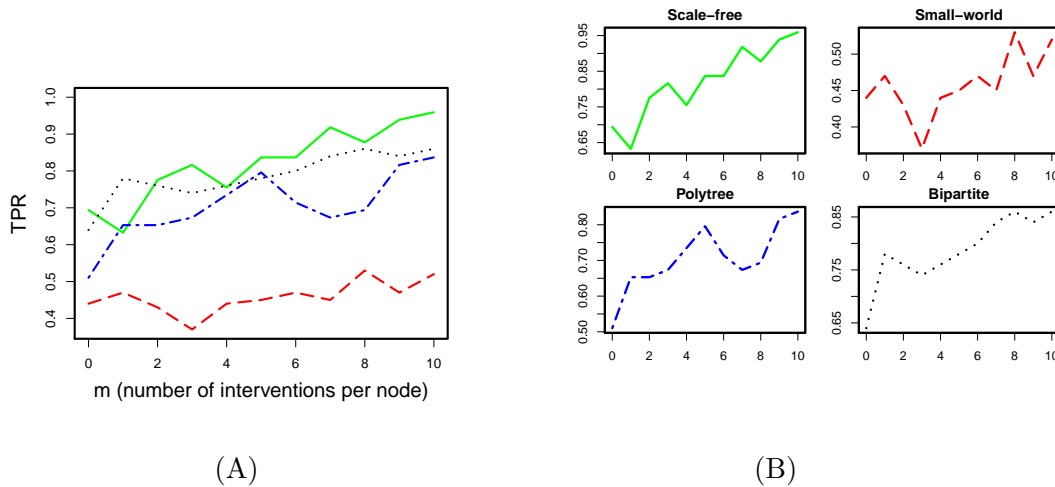 TPR
1.0
0.9
0.8
0.7
0.6
0.5
0.4
0 2 4 6 8 10
m (number of interventions per node)
(A)
Scale−free
0.95
0.85
0.75
0.65
0 2 4 6 8 10
Small−world
0.50
0.45
0.40
0 2 4 6 8 10
Polytree
0.80
0.70
0.60
0.50
0 2 4 6 8 10
Bipartite
0.85
0.75
0.65
0 2 4 6 8 10
(B)